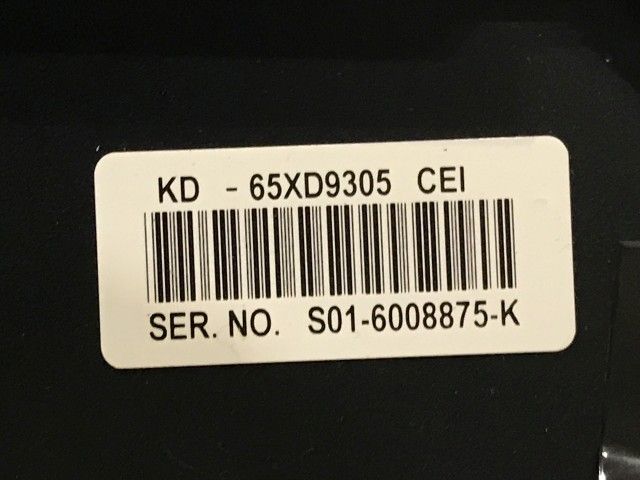 KD - 65XD9305 CEI
SER. NO. S01-6008875-K